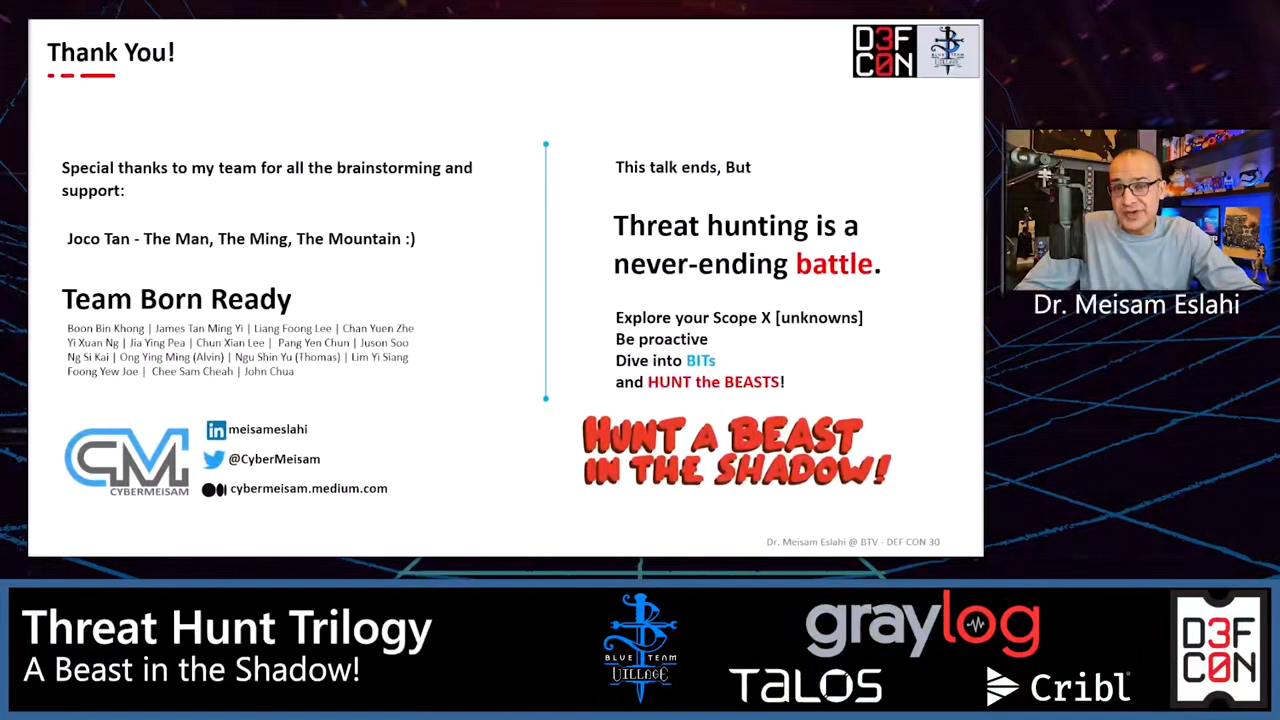 Thank You!
D3F
C0N
BLUE TEAM
VILLAGE
Special thanks to my team for all the brainstorming and
support:
Joco Tan - The Man, The Ming, The Mountain :)
Team Born Ready
Boon Bin Khong | James Tan Ming Yi | Liang Foong Lee | Chan Yuen Zhe
Yi Xuan Ng | Jia Ying Pea | Chun Xian Lee | Pang Yen Chun | Juson Soo
Ng Si Kai | Ong Ying Ming (Alvin) | Ngu Shin Yu (Thomas) | Lim Yi Siang
Foong Yew Joe | Chee Sam Cheah | John Chua
CM
CYBERMEISAM
in meisameslahi
@CyberMeisam
cybermeisam.medium.com
This talk ends, But
Threat hunting is a
never-ending battle.
Explore your Scope X [unknowns]
Be proactive
Dive into BITs
and HUNT the BEASTS!
HUNT A BEAST
IN THE SHADOW!
Dr. Meisam Eslahi @ BTV - DEF CON 30
Dr. Meisam Eslahi
Threat Hunt Trilogy
A Beast in the Shadow!
BLUE TEAM
VILLAGE
graylog
TALOS
Cribl
D3F
C0N